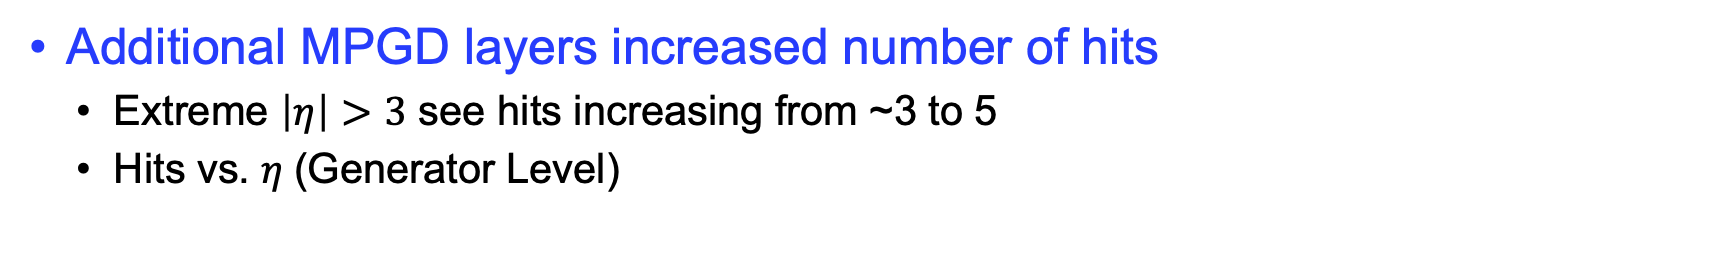 • Additional MPGD layers increased number of hits
• Extreme |η| > 3 see hits increasing from ~3 to 5
• Hits vs. η (Generator Level)